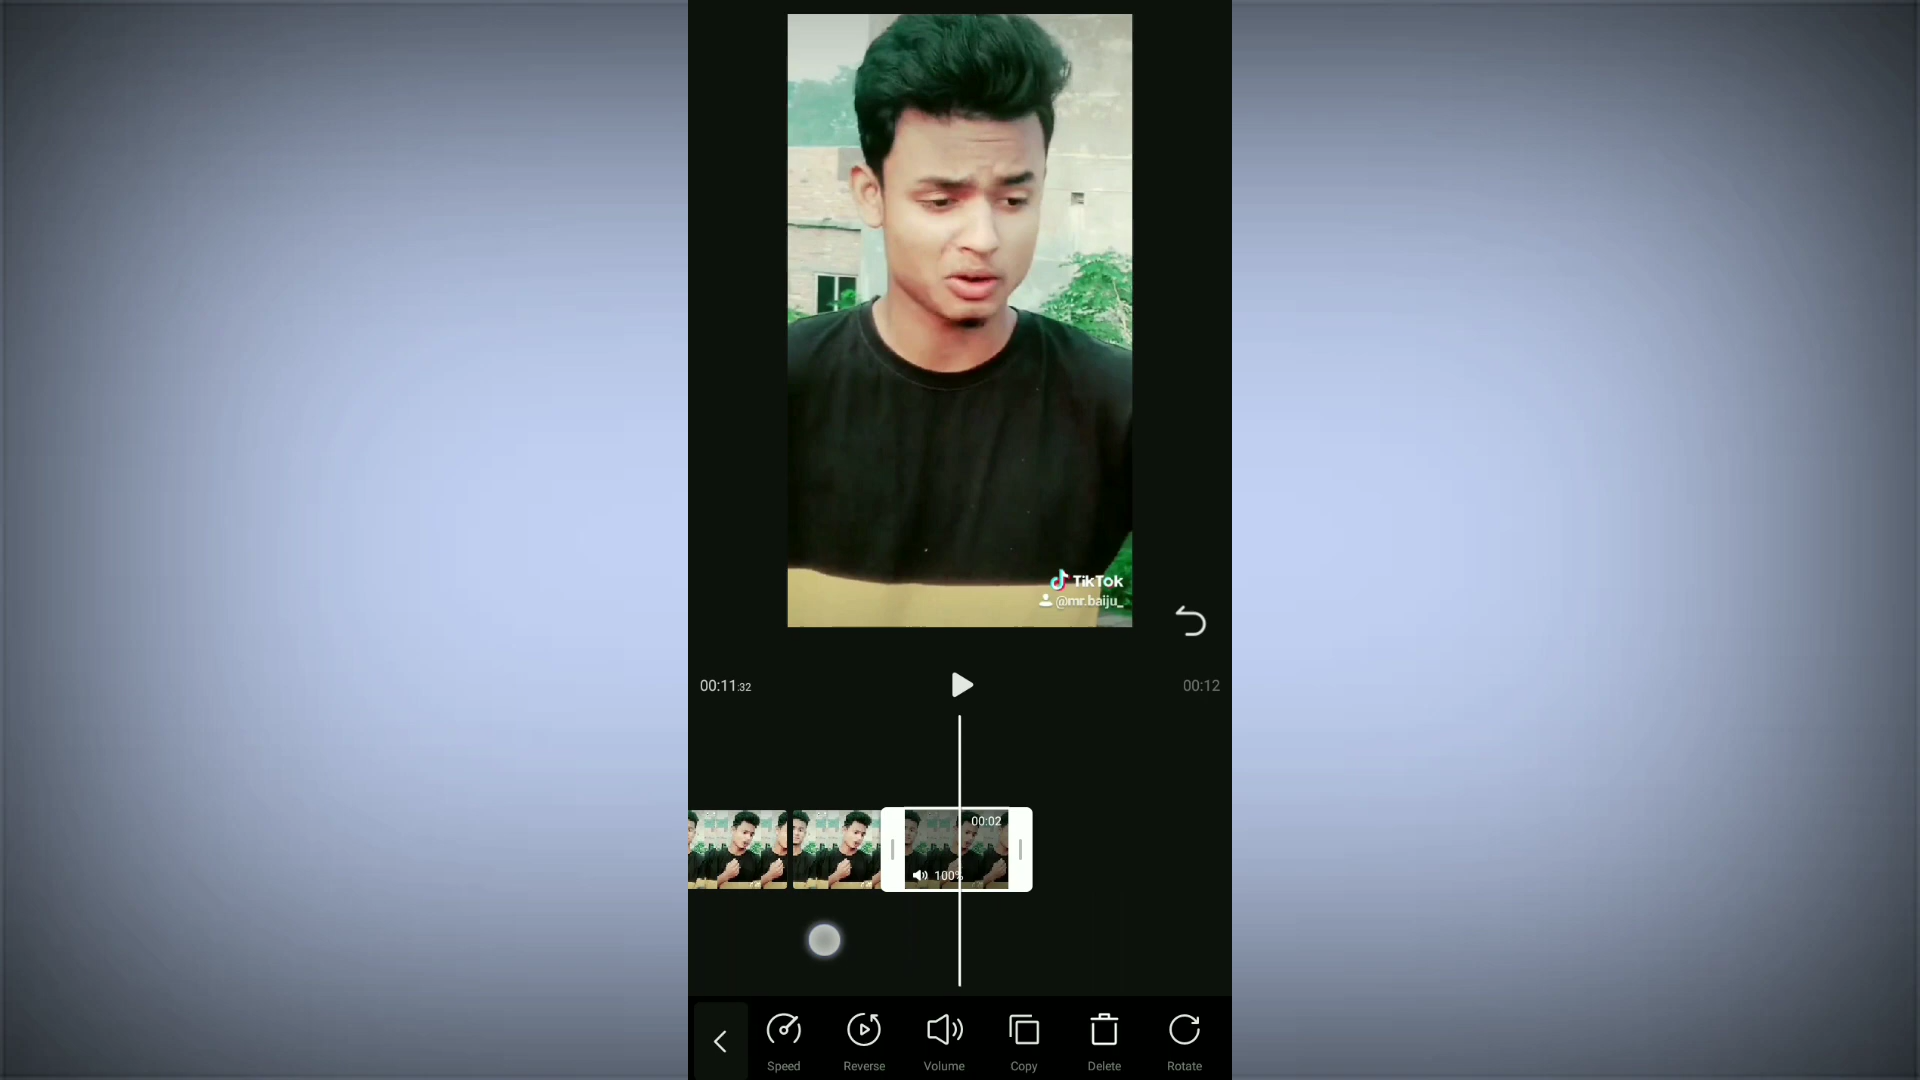 TikTok
@mr.baiju_
00:11:32
00:12
00:02
100%
Speed
Reverse
Volume
Copy
Delete
Rotate